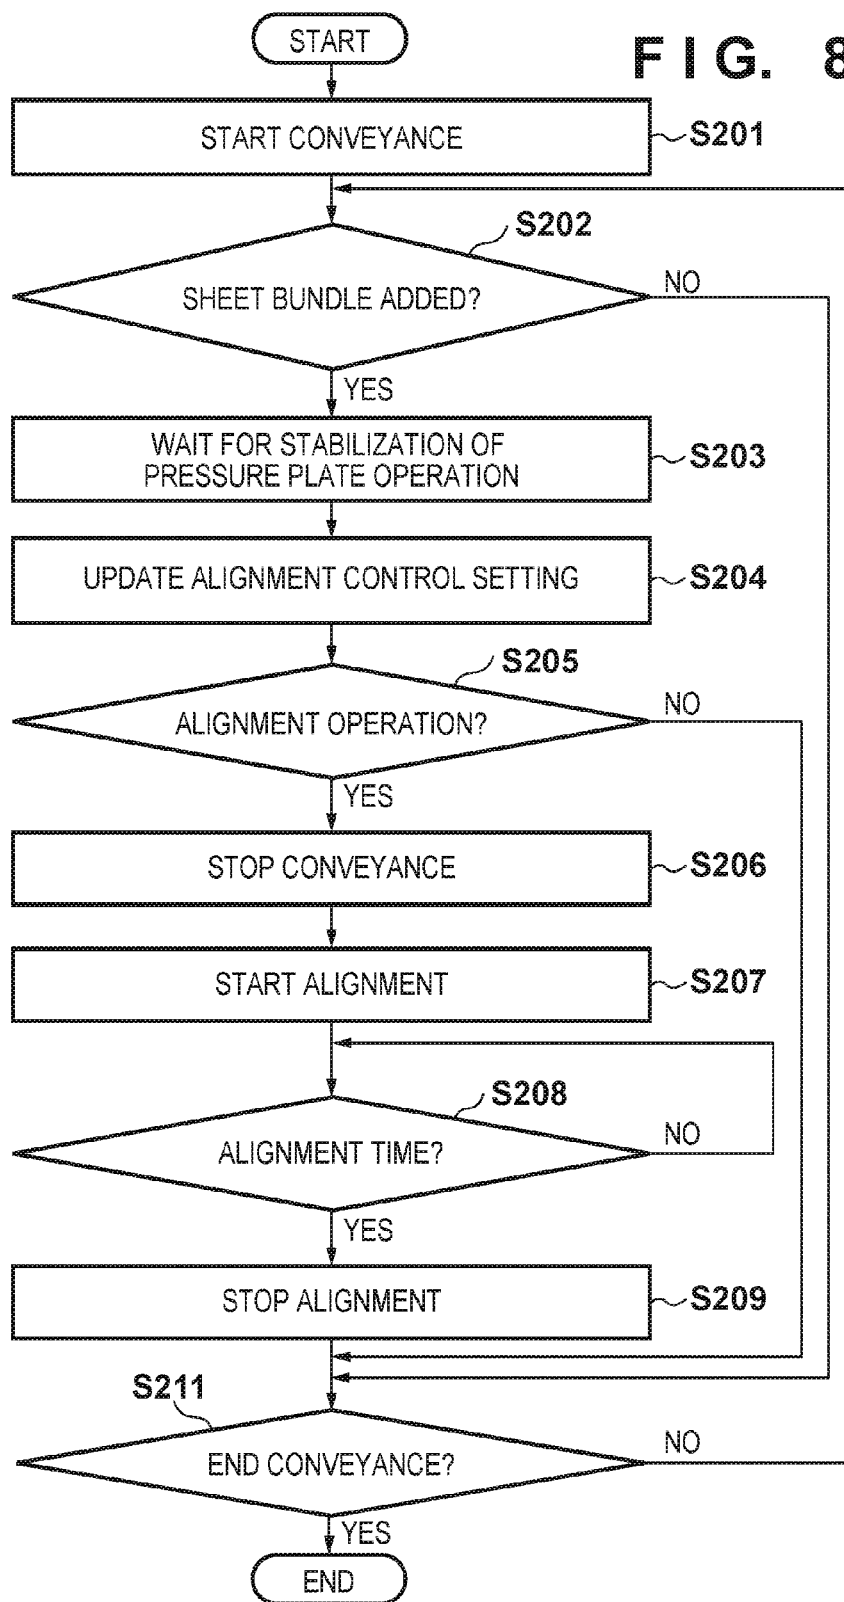 START
FIG. 8
START CONVEYANCE
S201
S202
SHEET BUNDLE ADDED?
NO
YES
WAIT FOR STABILIZATION OF
PRESSURE PLATE OPERATION
S203
UPDATE ALIGNMENT CONTROL SETTING
S204
S205
ALIGNMENT OPERATION?
NO
YES
STOP CONVEYANCE
S206
START ALIGNMENT
S207
S208
ALIGNMENT TIME?
NO
YES
STOP ALIGNMENT
S209
S211
END CONVEYANCE?
NO
YES
END